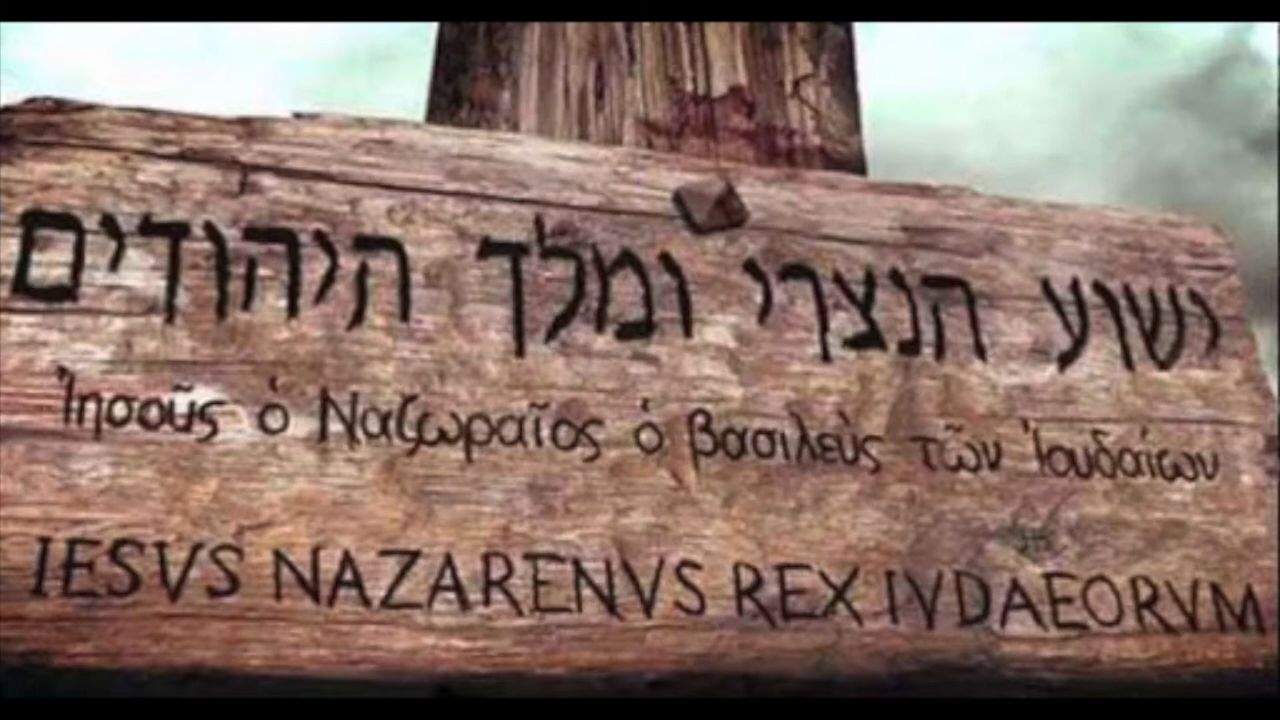 ישוע הנצרי ומלך היהודים
Ἰησοῦς ὁ Ναζωραῖος ὁ βασιλεὺς τῶν Ἰουδαίων
IESVS NAZARENVS REX IVDAEORVM